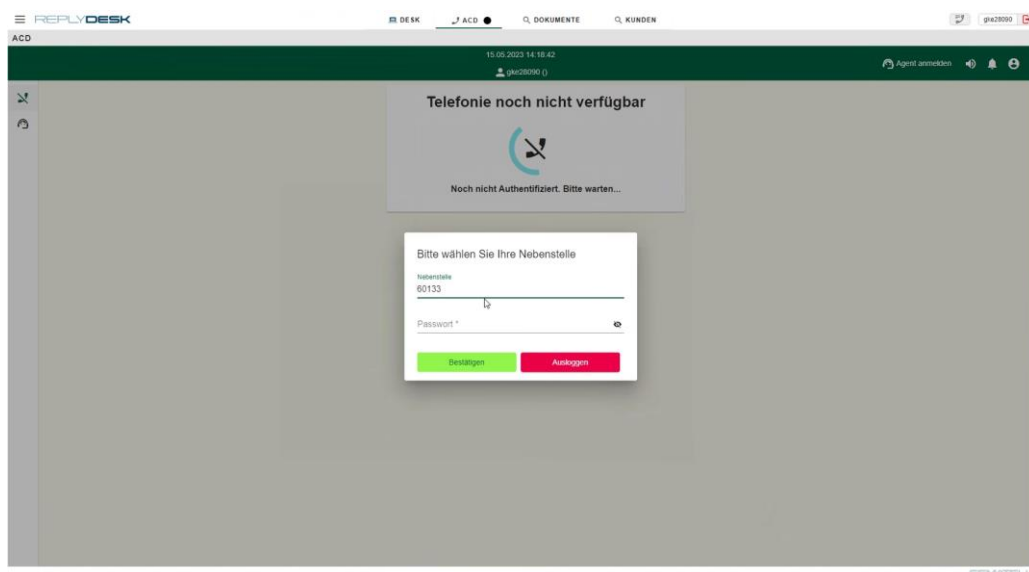 REPLYDESK
DESK
ACD
DOKUMENTE
KUNDEN
gke28090
ACD
15.05.2023 14:18:42
gke28090 ()
Agent anmelden
Telefonie noch nicht verfügbar
Noch nicht Authentifiziert. Bitte warten...
Bitte wählen Sie Ihre Nebenstelle
Nebenstelle
60133
Passwort *
Bestätigen
Ausloggen